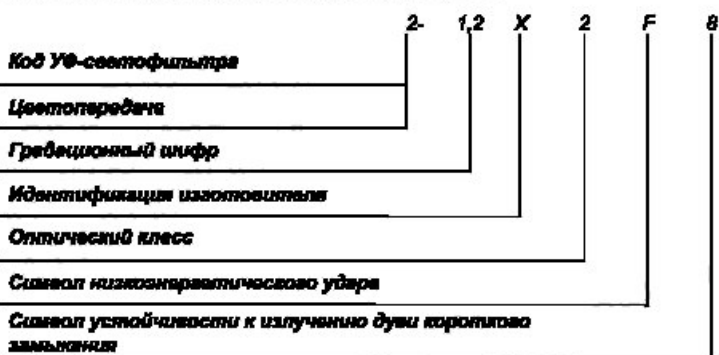 2- 1,2 X 2 F 8
Код УФ-светофильтра
Цветопередача
Градационный шифр
Идентификация изготовителя
Оптический класс
Символ низкоэнергетического удара
Символ устойчивости к излучению дуги короткого
замыкания